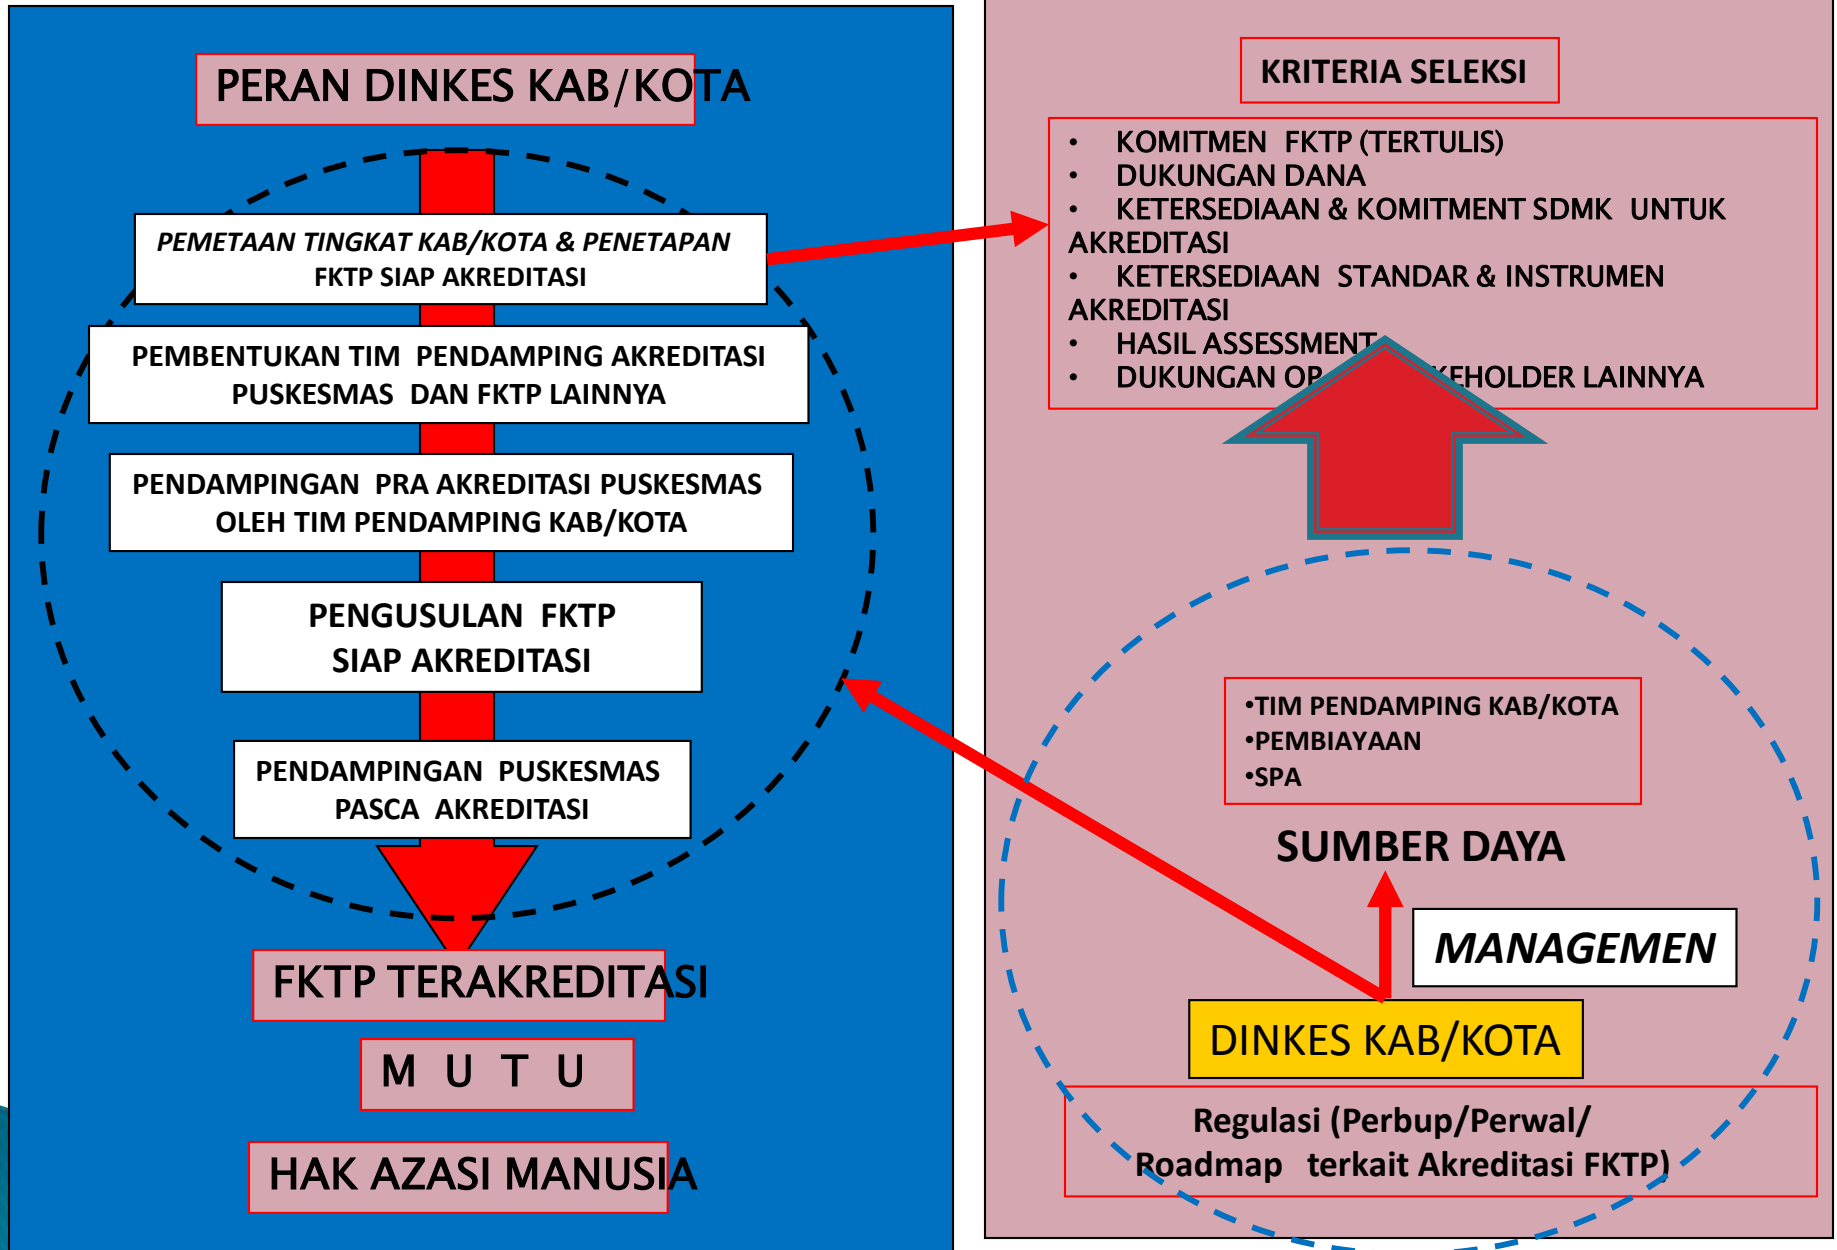 PERAN DINKES KAB/KOTA
PEMETAAN TINGKAT KAB/KOTA & PENETAPAN
FKTP SIAP AKREDITASI
PEMBENTUKAN TIM PENDAMPING AKREDITASI
PUSKESMAS DAN FKTP LAINNYA
PENDAMPINGAN PRA AKREDITASI PUSKESMAS
OLEH TIM PENDAMPING KAB/KOTA
PENGUSULAN FKTP
SIAP AKREDITASI
PENDAMPINGAN PUSKESMAS
PASCA AKREDITASI
FKTP TERAKREDITASI
M U T U
HAK AZASI MANUSIA
KRITERIA SELEKSI
• KOMITMEN FKTP (TERTULIS)
• DUKUNGAN DANA
• KETERSEDIAAN & KOMITMENT SDMK UNTUK
AKREDITASI
• KETERSEDIAAN STANDAR & INSTRUMEN
AKREDITASI
• HASIL ASSESSMENT
• DUKUNGAN LAINNYA
•TIM PENDAMPING KAB/KOTA
•PEMBIAYAAN
•SPA
SUMBER DAYA
MANAGEMEN
DINKES KAB/KOTA
Regulasi (Perbup/Perwal/
Roadmap terkait Akreditasi FKTP)